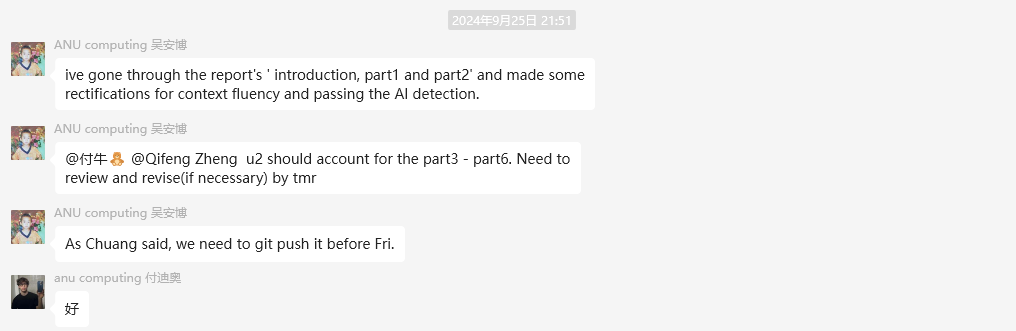 2024年9月25日 21:51
ANU computing 吴安博
ive gone through the report's ' introduction, part1 and part2' and made some
rectifications for context fluency and passing the AI detection.
ANU computing 吴安博
@付牛 @Qifeng Zheng  u2 should account for the part3 - part6. Need to
review and revise(if necessary) by tmr
ANU computing 吴安博
As Chuang said, we need to git push it before Fri.
anu computing 付迪奥
好